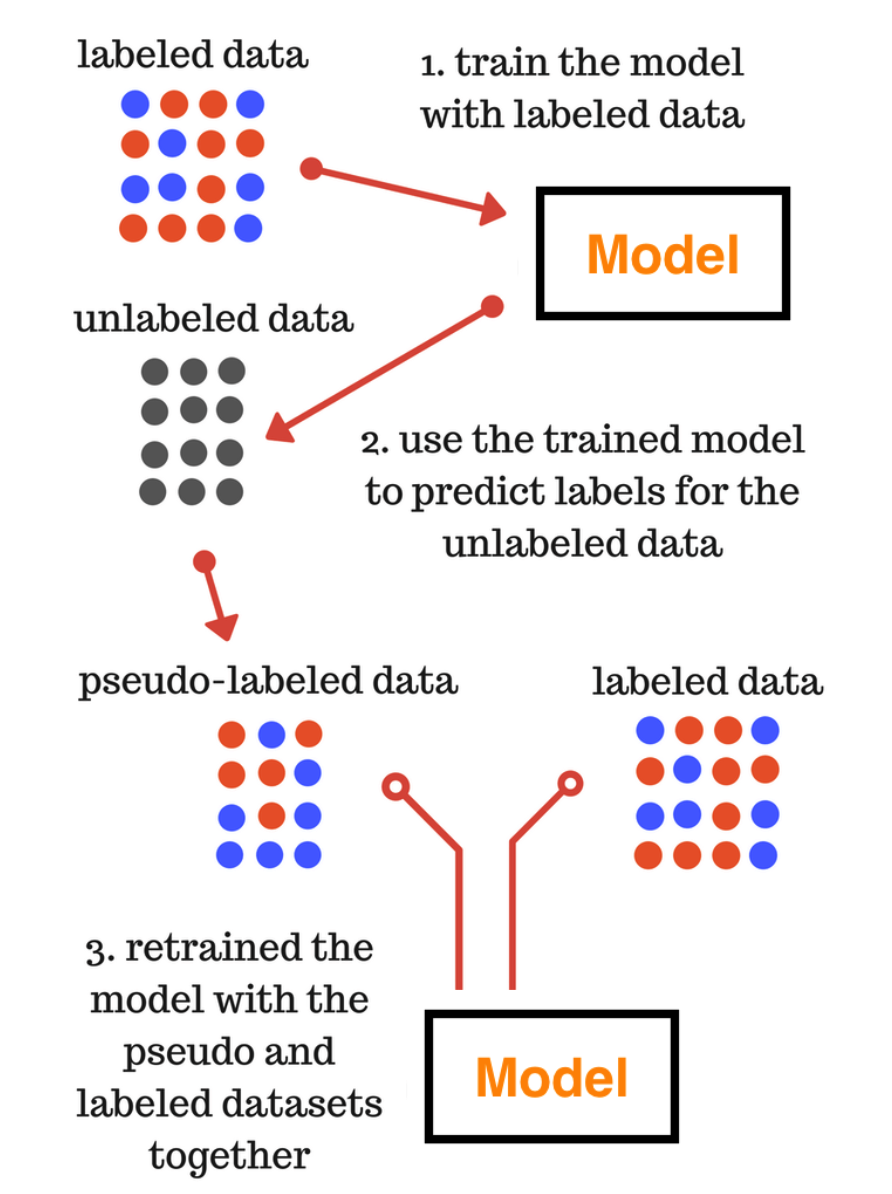 labeled data
1. train the model
with labeled data
Model
unlabeled data
2. use the trained model
to predict labels for the
unlabeled data
pseudo-labeled data
labeled data
3. retrained the
model with the
pseudo and
labeled datasets
together
Model